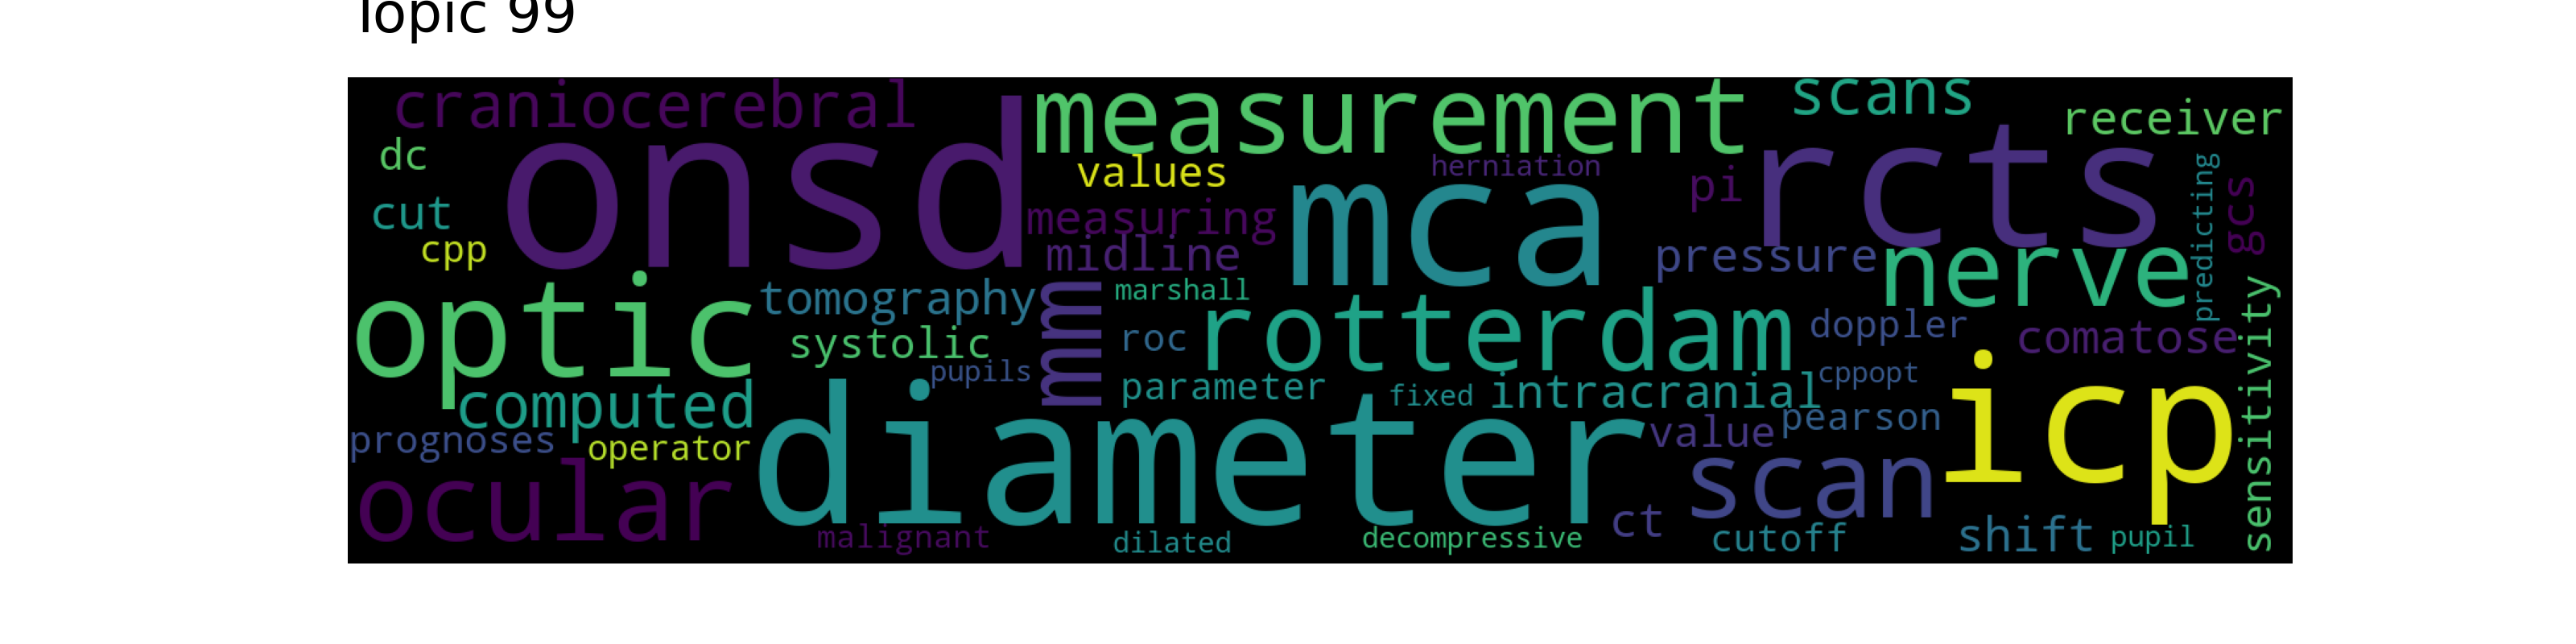 Topic 99
craniocerebral
measurement
scans
receiver
dc
onsd
values
herniation
rcts
cut
measuring
mca
pi
predicting
gcs
cpp
midline
pressure
nerve
optic
tomography
mm
marshall
systolic
roc
rotterdam
doppler
comatose
sensitivity
pupils
computed
parameter
fixed
intracranial
cppopt
icp
prognoses
operator
diameter
value
pearson
ocular
scan
malignant
dilated
decompressive
ct
cutoff
shift
pupil